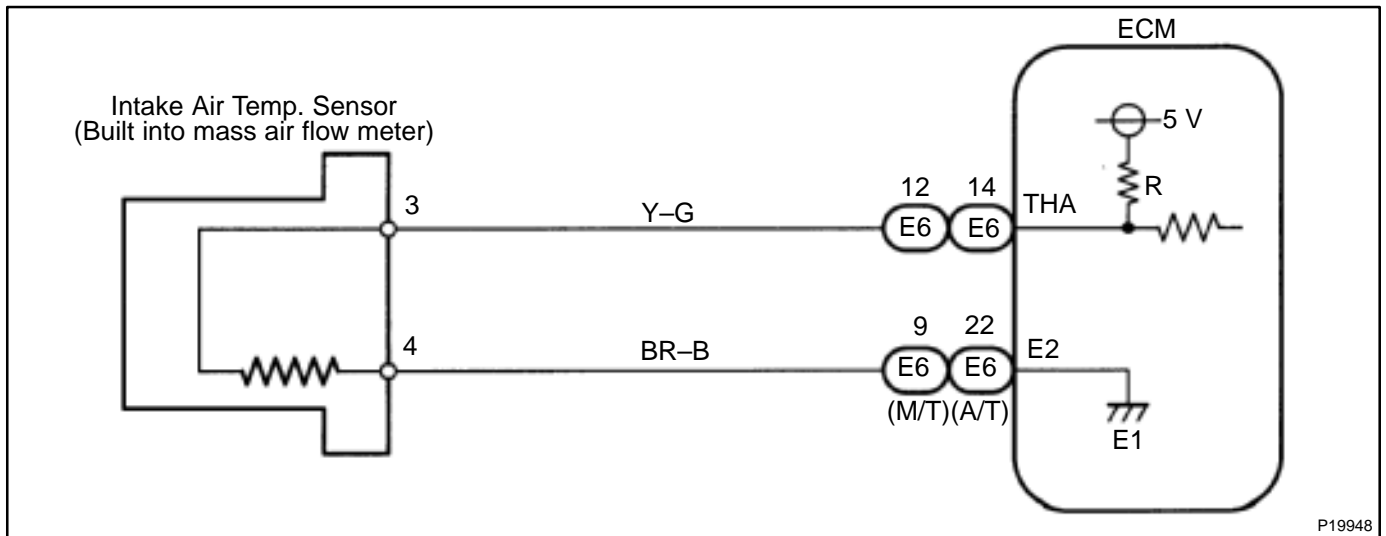 ECM
Intake Air Temp. Sensor
(Built into mass air flow meter)
5 V
R
3
Y–G
12
14
E6
E6
THA
4
BR–B
9
22
E6
E6
E2
(M/T)
(A/T)
E1
P19948